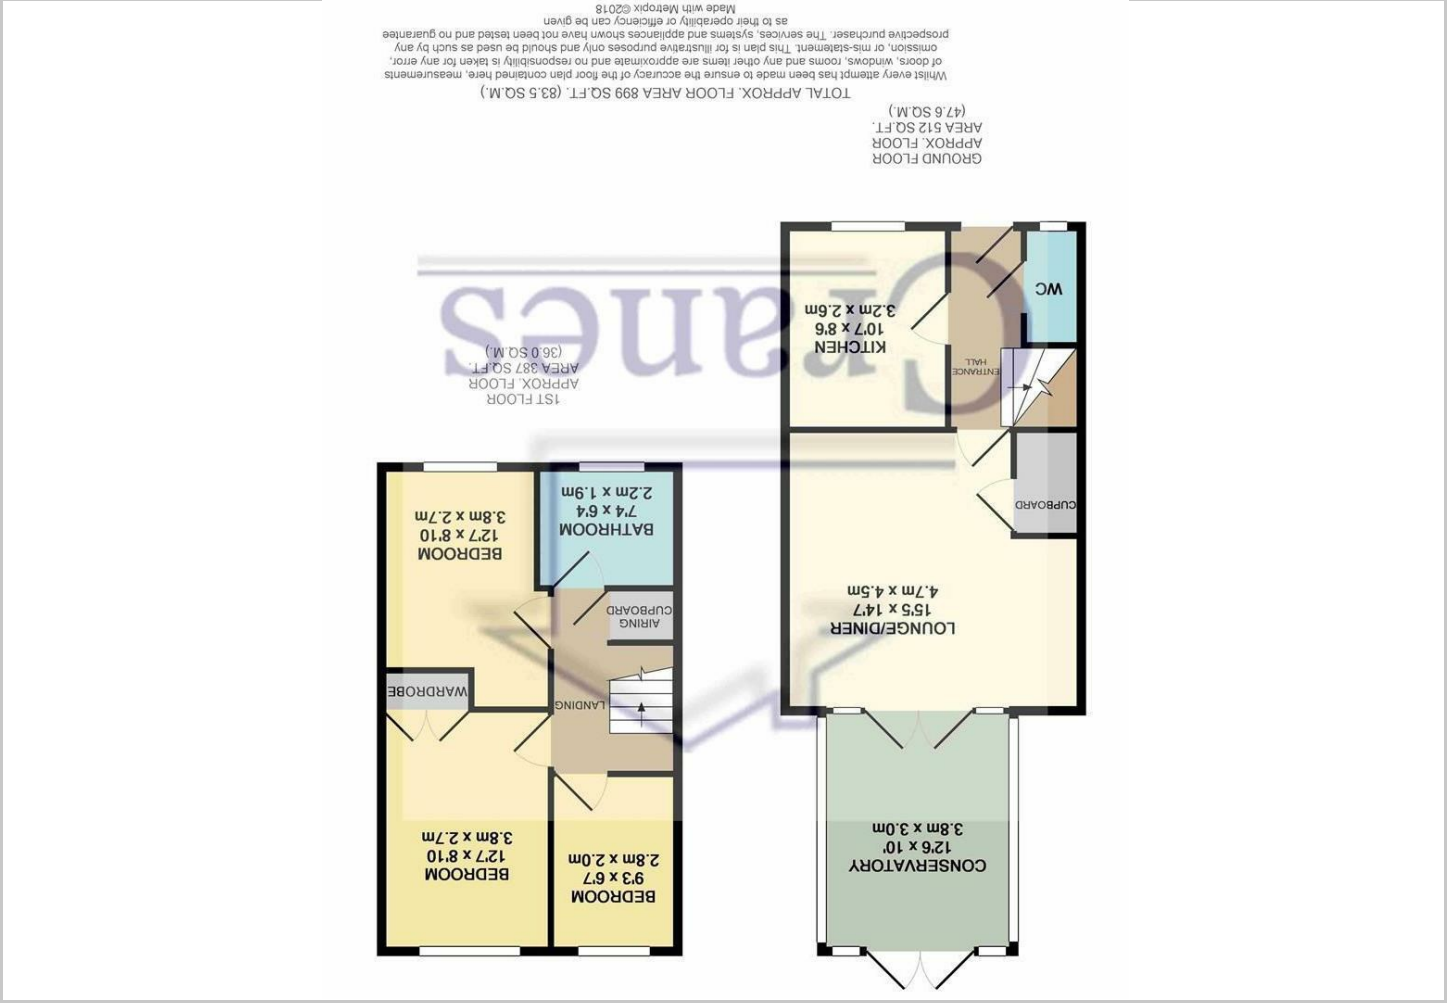 CONSERVATORY
12'6 x 10'
3.8m x 3.0m
LOUNGE/DINER
15'5 x 14'7
4.7m x 4.5m
CUPBOARD
ENTRANCE
HALL
KITCHEN
10'7 x 8'6
3.2m x 2.6m
WC
GROUND FLOOR
APPROX. FLOOR
AREA 512 SQ.FT.
(47.6 SQ.M.)
BEDROOM
9'3 x 6'7
2.8m x 2.0m
BEDROOM
12'7 x 8'10
3.8m x 2.7m
LANDING
WARDROBE
AIRING
CUPBOARD
BEDROOM
12'7 x 8'10
3.8m x 2.7m
BATHROOM
7'4 x 6'4
2.2m x 1.9m
1ST FLOOR
APPROX. FLOOR
AREA 387 SQ.FT.
(36.0 SQ.M.)
Cranes
TOTAL APPROX. FLOOR AREA 899 SQ.FT. (83.5 SQ.M.)
Whilst every attempt has been made to ensure the accuracy of the floor plan contained here, measurements
of doors, windows, rooms and any other items are approximate and no responsibility is taken for any error,
omission, or mis-statement. This plan is for illustrative purposes only and should be used as such by any
prospective purchaser. The services, systems and appliances shown have not been tested and no guarantee
as to their operability or efficiency can be given
Made with Metropix ©2018